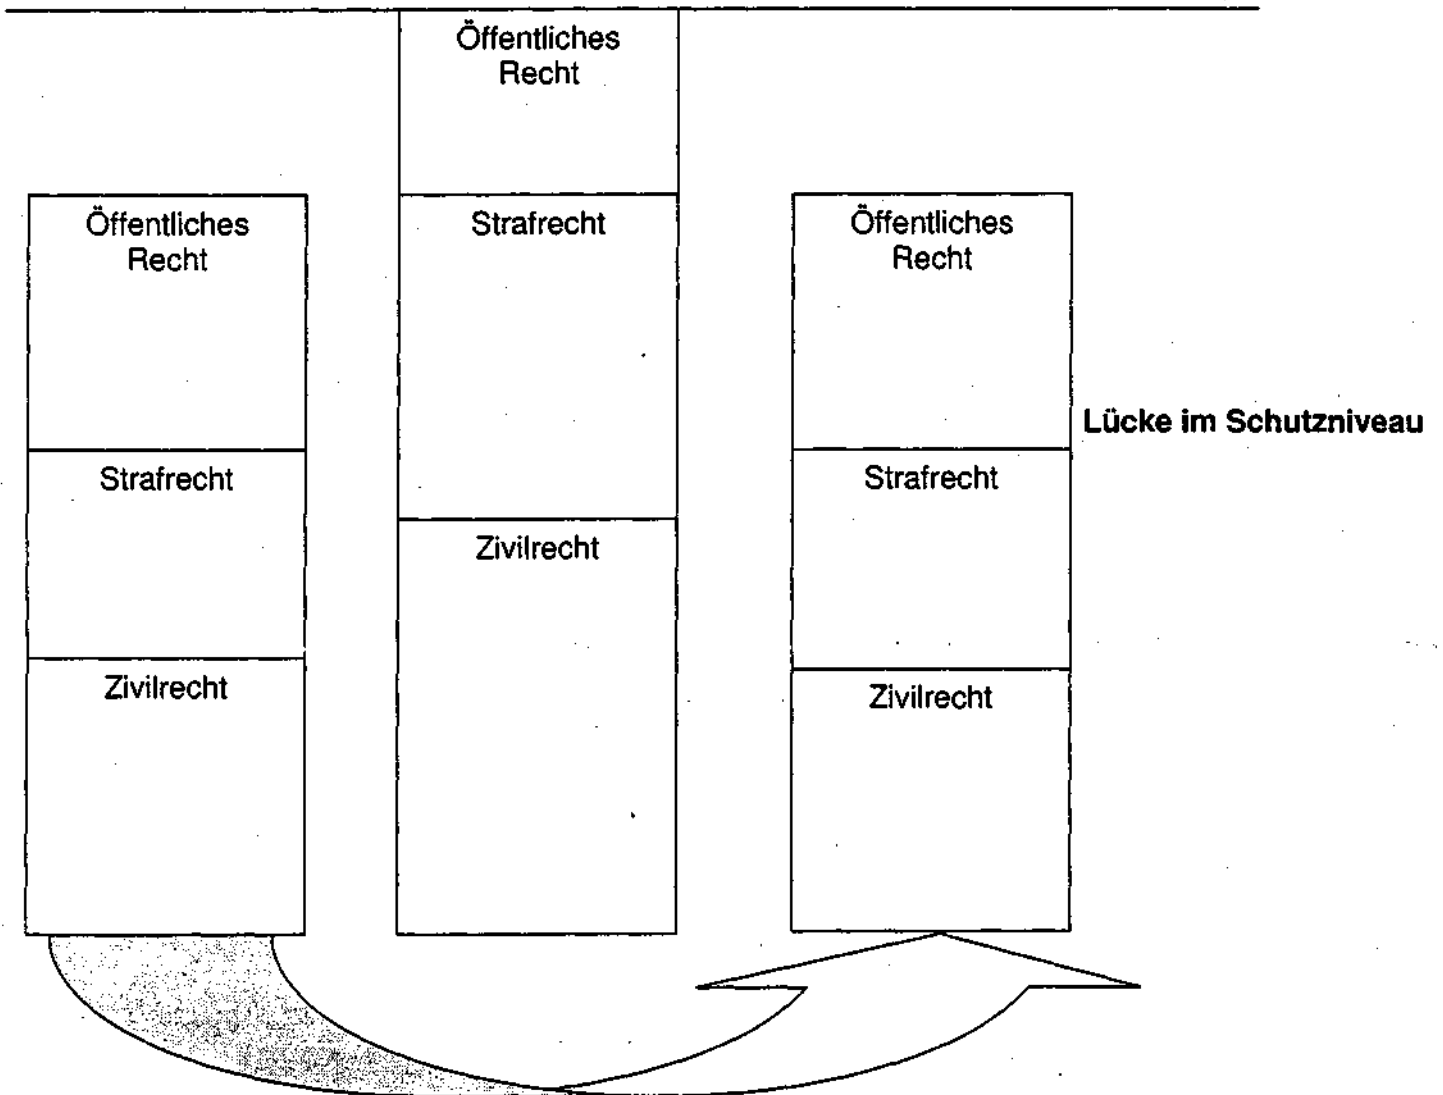 Öffentliches
Recht
Strafrecht
Zivilrecht
Öffentliches
Recht
Strafrecht
Zivilrecht
Öffentliches
Recht
Strafrecht
Zivilrecht
Lücke im Schutzniveau